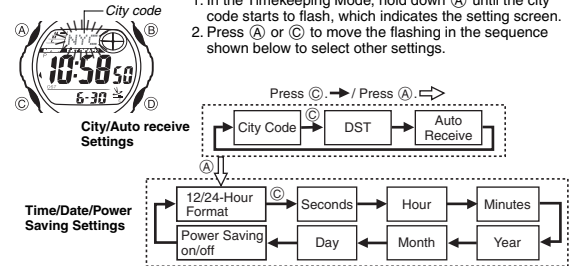 City code
1. In the Timekeeping Mode, hold down Ⓐ until the city
code starts to flash, which indicates the setting screen.
2. Press Ⓐ or Ⓒ to move the flashing in the sequence
shown below to select other settings.
Ⓐ
Ⓑ
NYC
P
10:58 50
DST
6-30
Ⓒ
Ⓓ
Press Ⓒ. ➞ / Press Ⓐ. ⇨
City/Auto receive
Settings
City Code
Ⓒ
DST
Auto
Receive
Ⓐ
Time/Date/Power
Saving Settings
12/24-Hour
Format
Ⓒ
Seconds
Hour
Minutes
Power Saving
on/off
Day
Month
Year